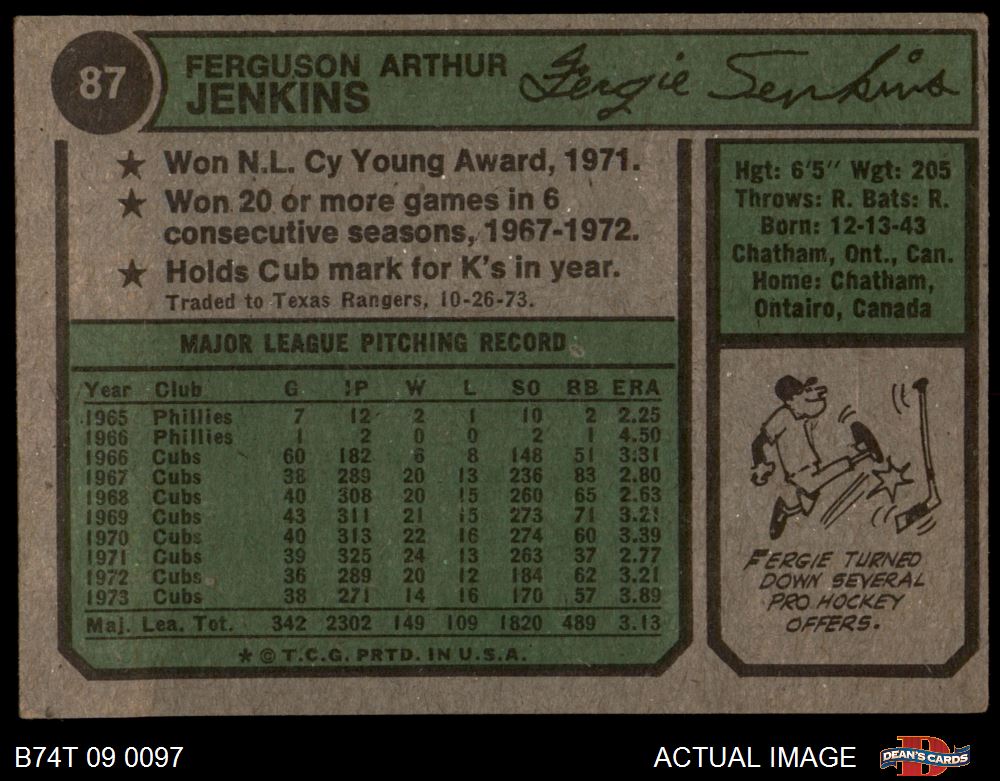 87
FERGUSON ARTHUR
JENKINS
Fergie Jenkins
★ Won N.L. Cy Young Award, 1971.
★ Won 20 or more games in 6
consecutive seasons, 1967-1972.
★ Holds Cub mark for K's in year.
Traded to Texas Rangers, 10-26-73.
Hgt: 6'5" Wgt: 205
Throws: R. Bats: R.
Born: 12-13-43
Chatham, Ont., Can.
Home: Chatham,
Ontairo, Canada
MAJOR LEAGUE PITCHING RECORD
Year Club G IP W L SO BB ERA
1965 Phillies 7 12 2 1 10 2 2.25
1966 Phillies 1 2 0 0 2 1 4.50
1966 Cubs 60 182 6 8 148 51 3.31
1967 Cubs 38 289 20 13 236 83 2.80
1968 Cubs 40 308 20 15 260 65 2.63
1969 Cubs 43 311 21 15 273 71 3.21
1970 Cubs 40 313 22 16 274 60 3.39
1971 Cubs 39 325 24 13 263 37 2.77
1972 Cubs 36 289 20 12 184 62 3.21
1973 Cubs 38 271 14 16 170 57 3.89
Maj. Lea. Tot. 342 2302 149 109 1820 489 3.13
* © T.C.G. PRTD. IN U.S.A.
FERGIE TURNED
DOWN SEVERAL
PRO HOCKEY
OFFERS.
B74T 09 0097
ACTUAL IMAGE
DEAN'S CARDS